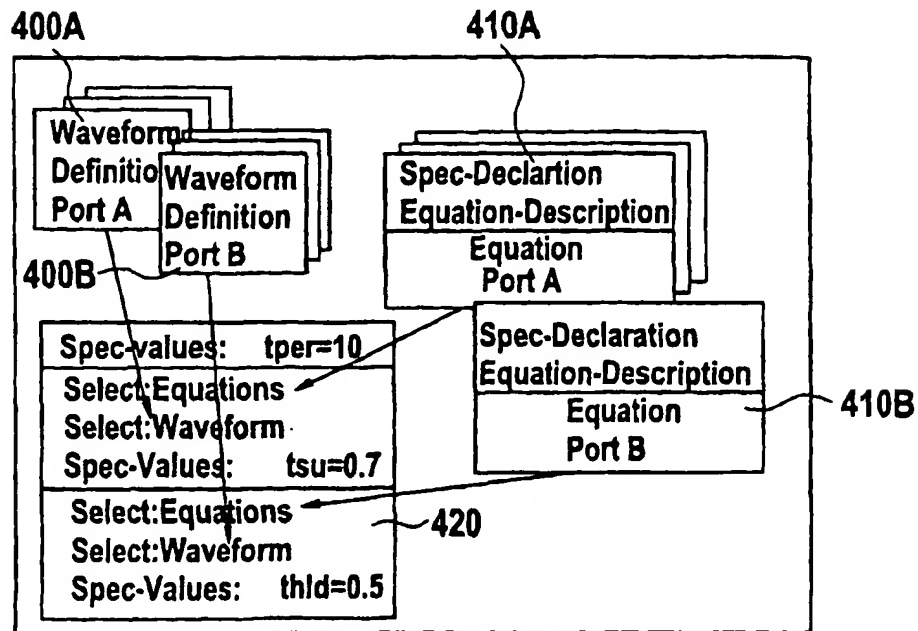 400A
410A
Waveform
Definitio
Port A
Waveform
Definition
Port B
400B
Spec-Declartion
Equation-Description
Equation
Port A
Spec-Declaration
Equation-Description
Equation
Port B
410B
Spec-values: tper=10
Select:Equations
Select:Waveform
Spec-Values: tsu=0.7
Select:Equations
Select:Waveform
Spec-Values: thld=0.5
420